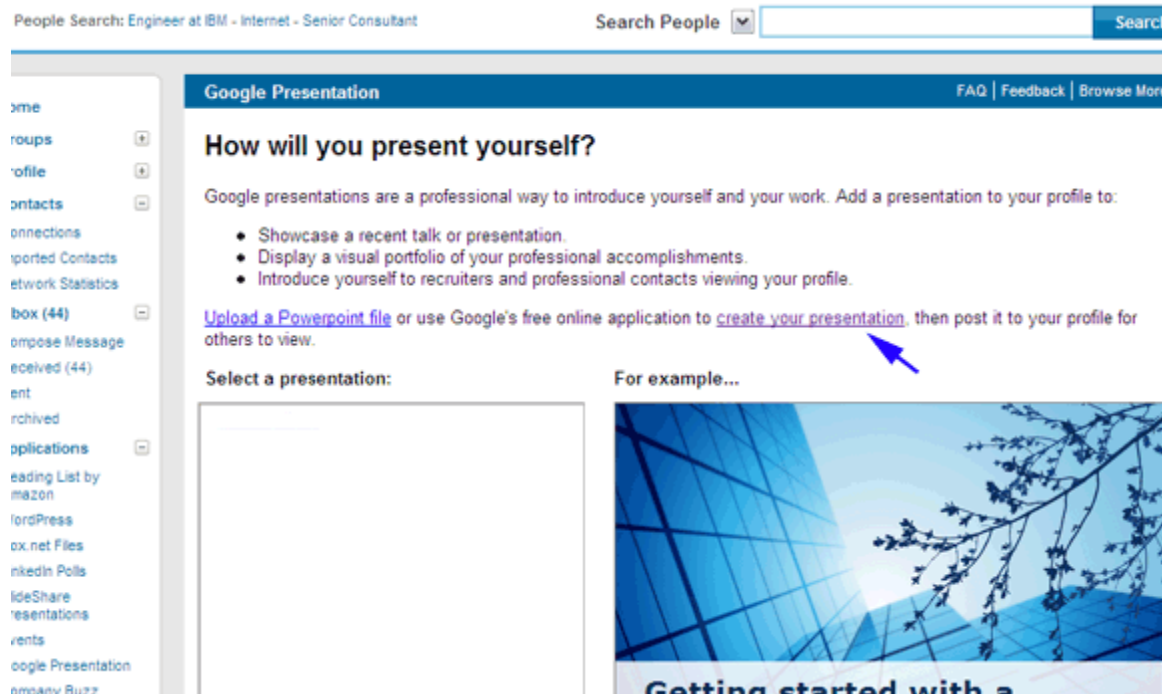 People Search: Engineer at IBM - Internet - Senior Consultant
Search People
Search
ome
roups
rofile
ontacts
onnections
nported Contacts
etwork Statistics
box (44)
ompose Message
eceived (44)
ent
rchived
pplications
eading List by
mazon
ordPress
ox.net Files
nkedIn Polls
lideShare
resentations
vents
oogle Presentation
ompany Buzz
Google Presentation
FAQ | Feedback | Browse More
How will you present yourself?
Google presentations are a professional way to introduce yourself and your work. Add a presentation to your profile to:
• Showcase a recent talk or presentation.
• Display a visual portfolio of your professional accomplishments.
• Introduce yourself to recruiters and professional contacts viewing your profile.
Upload a Powerpoint file or use Google's free online application to create your presentation, then post it to your profile for
others to view.
Select a presentation:
For example...
Getting started with a